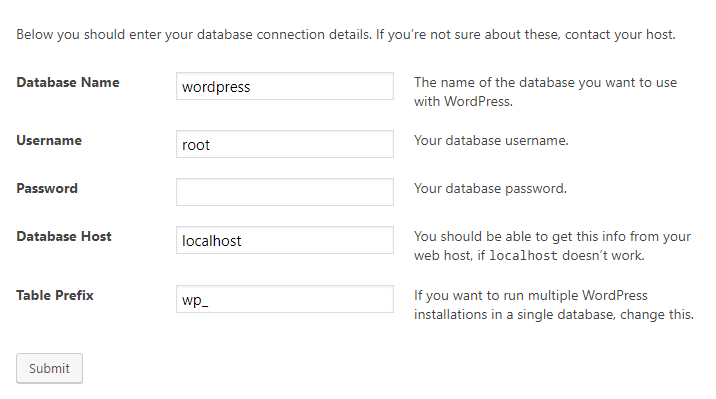 Below you should enter your database connection details. If you're not sure about these, contact your host.
Database Name
wordpress
The name of the database you want to use
with WordPress.
Username
root
Your database username.
Password
Your database password.
Database Host
localhost
You should be able to get this info from your
web host, if localhost doesn't work.
Table Prefix
wp_
If you want to run multiple WordPress
installations in a single database, change this.
Submit